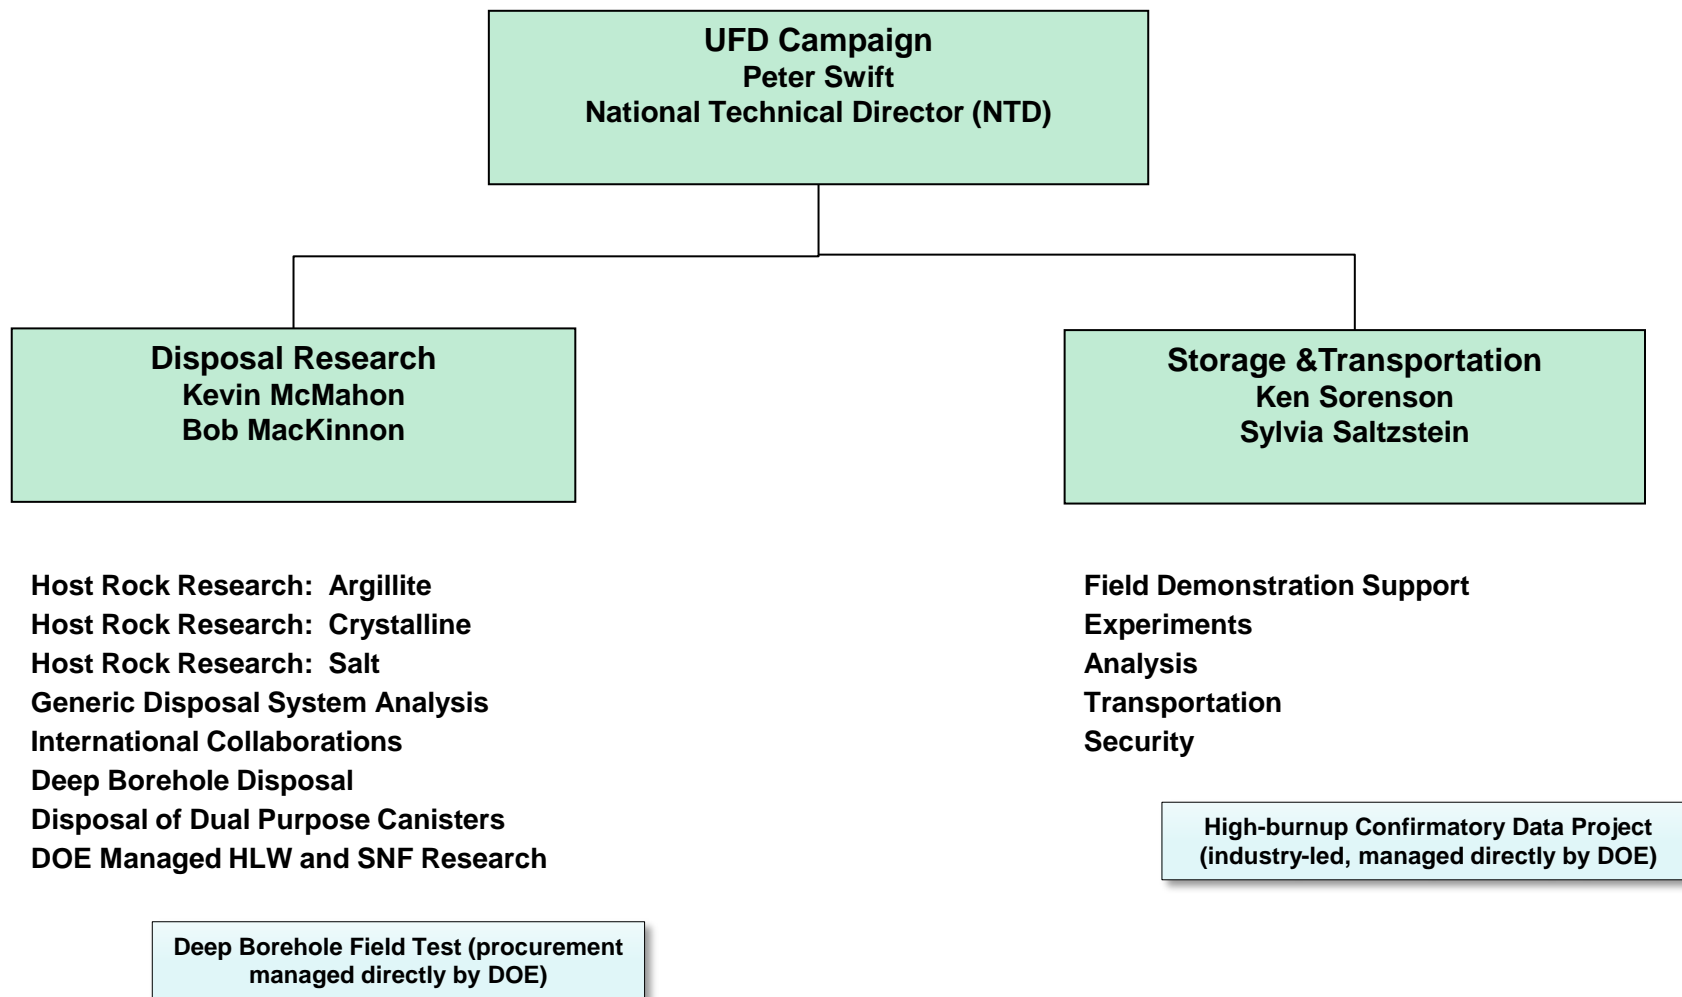 UFD Campaign
Peter Swift
National Technical Director (NTD)
Disposal Research
Kevin McMahon
Bob MacKinnon
Storage &Transportation
Ken Sorenson
Sylvia Saltzstein
Host Rock Research:  Argillite
Host Rock Research:  Crystalline
Host Rock Research:  Salt
Generic Disposal System Analysis
International Collaborations
Deep Borehole Disposal
Disposal of Dual Purpose Canisters
DOE Managed HLW and SNF Research
Deep Borehole Field Test (procurement
managed directly by DOE)
Field Demonstration Support
Experiments
Analysis
Transportation
Security
High-burnup Confirmatory Data Project
(industry-led, managed directly by DOE)